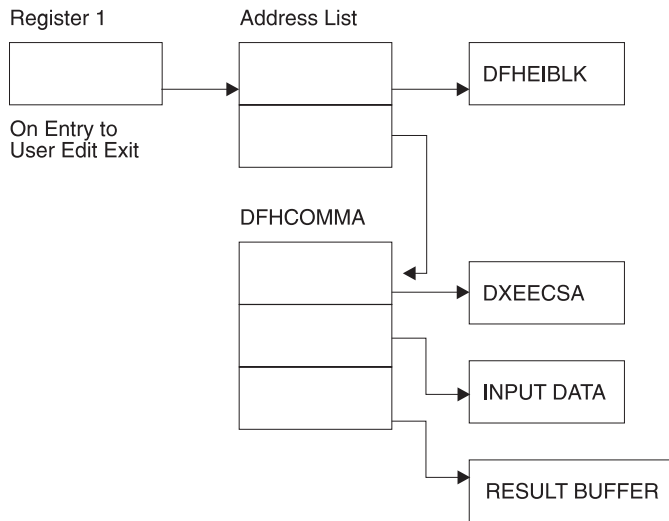 Register 1
Address List
DFHEIBLK
On Entry to
User Edit Exit
DFHCOMMA
DXEECSA
INPUT DATA
RESULT BUFFER